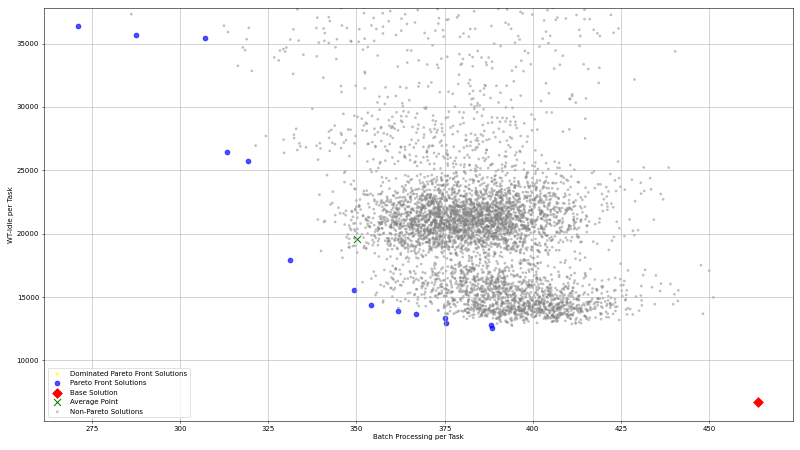 35000
30000
25000
20000
15000
10000
WT-Idle per Task
Dominated Pareto Front Solutions
Pareto Front Solutions
Base Solution
Average Point
Non-Pareto Solutions
275 300 325 350 375 400 425 450
Batch Processing per Task